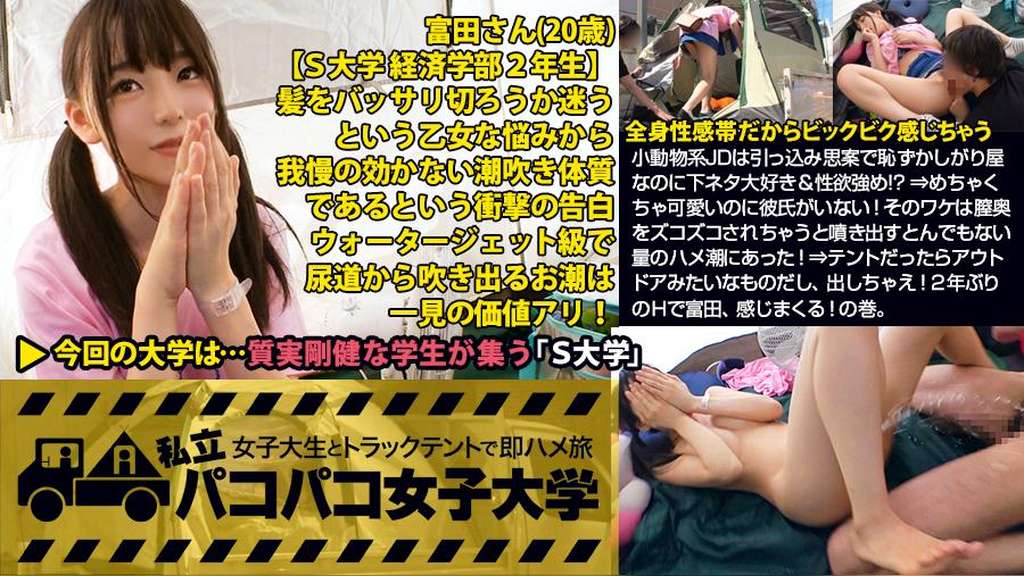 富田さん(20歳)
【S大学 経済学部２年生】
髪をバッサリ切ろうか迷う
という乙女な悩みから
我慢の効かない潮吹き体質
であるという衝撃の告白
ウォータージェット級で
尿道から吹き出るお潮は
一見の価値アリ！
▶今回の大学は…質実剛健な学生が集う「S大学」
私立 女子大生とトラックテントで即ハメ旅
パコパコ女子大学
全身性感帯だからビックビク感じちゃう
小動物系JDは引っ込み思案で恥ずかしがり屋
なのに下ネタ大好き＆性欲強め!? ⇒めちゃく
ちゃ可愛いのに彼氏がいない！そのワケは膣奥
をズコズコされちゃうと噴き出すとんでもない
量のハメ潮にあった！⇒テントだったらアウト
ドアみたいなものだし、出しちゃえ！２年ぶり
のHで富田、感じまくる！の巻。